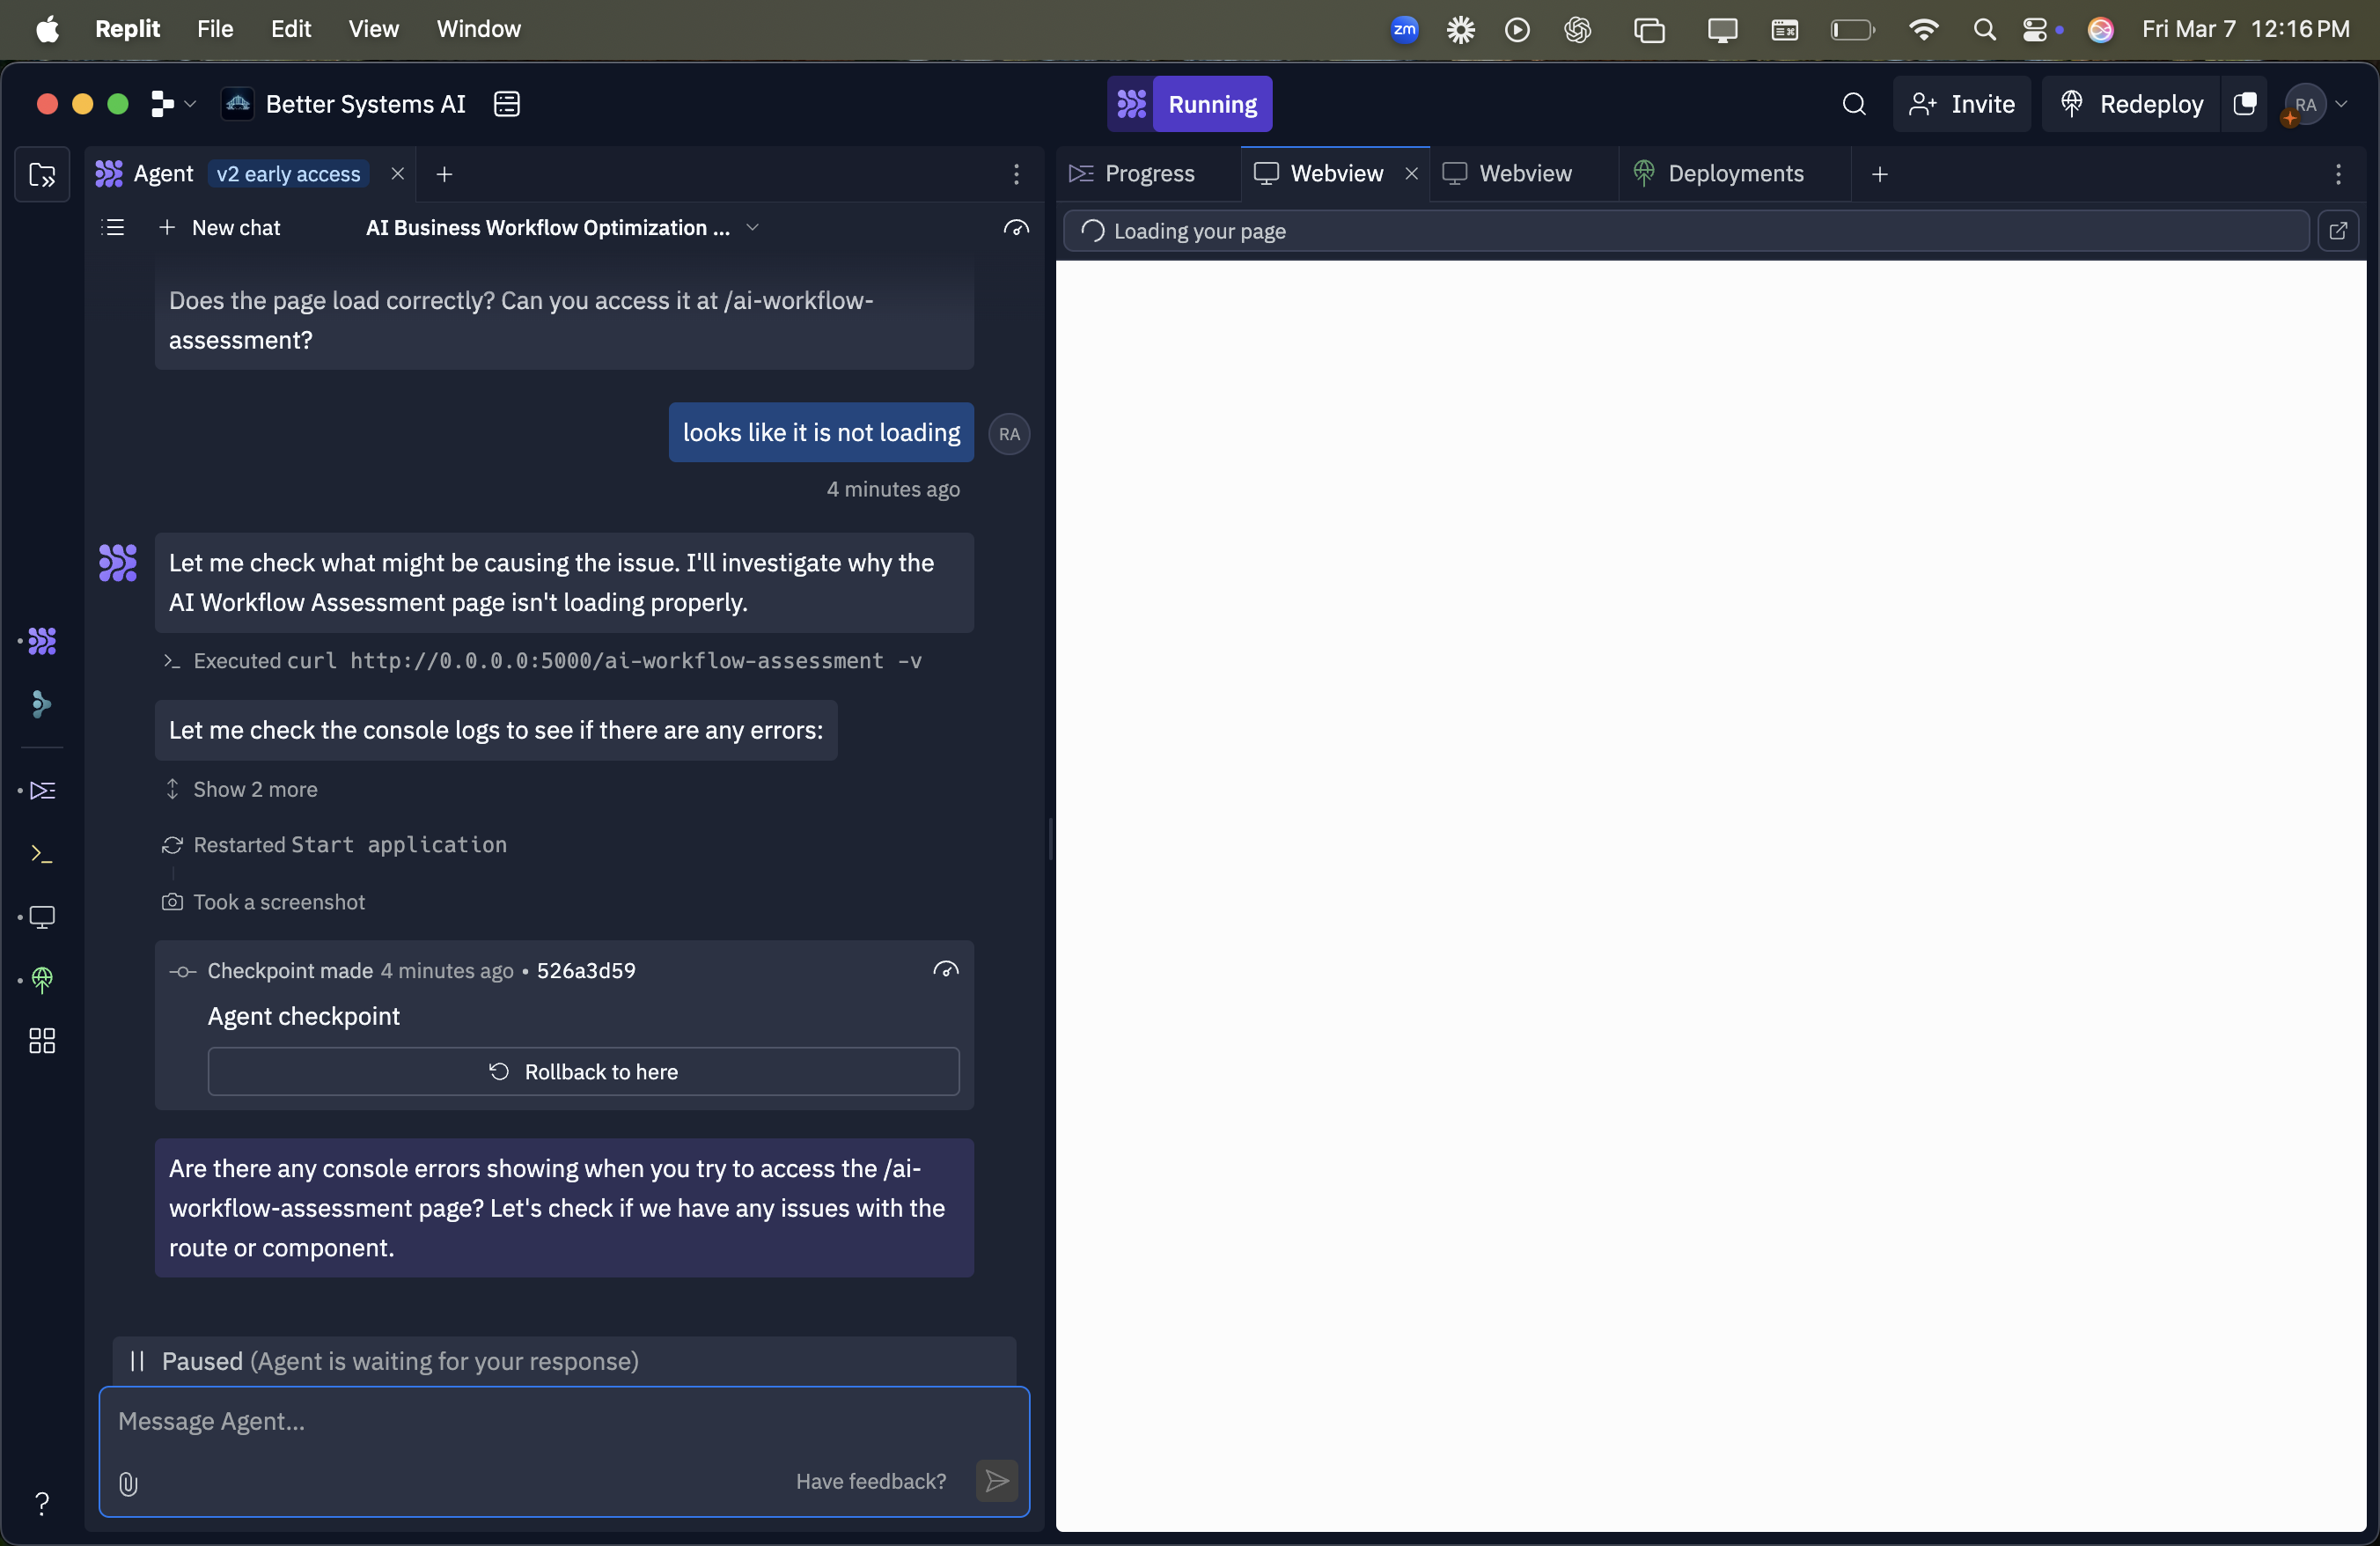 Replit File Edit View Window
zm
Fri Mar 7 12:16 PM
Better Systems AI
Running
Invite
Redeploy
RA
Agent v2 early access
New chat
AI Business Workflow Optimization ...
Does the page load correctly? Can you access it at /ai-workflow-
assessment?
looks like it is not loading
RA
4 minutes ago
Let me check what might be causing the issue. I'll investigate why the
AI Workflow Assessment page isn't loading properly.
>_ Executed curl http://0.0.0.0:5000/ai-workflow-assessment -v
Let me check the console logs to see if there are any errors:
Show 2 more
Restarted Start application
Took a screenshot
Checkpoint made 4 minutes ago • 526a3d59
Agent checkpoint
Rollback to here
Are there any console errors showing when you try to access the /ai-
workflow-assessment page? Let's check if we have any issues with the
route or component.
Paused (Agent is waiting for your response)
Message Agent...
Have feedback?
?
Progress
Webview
Webview
Deployments
Loading your page